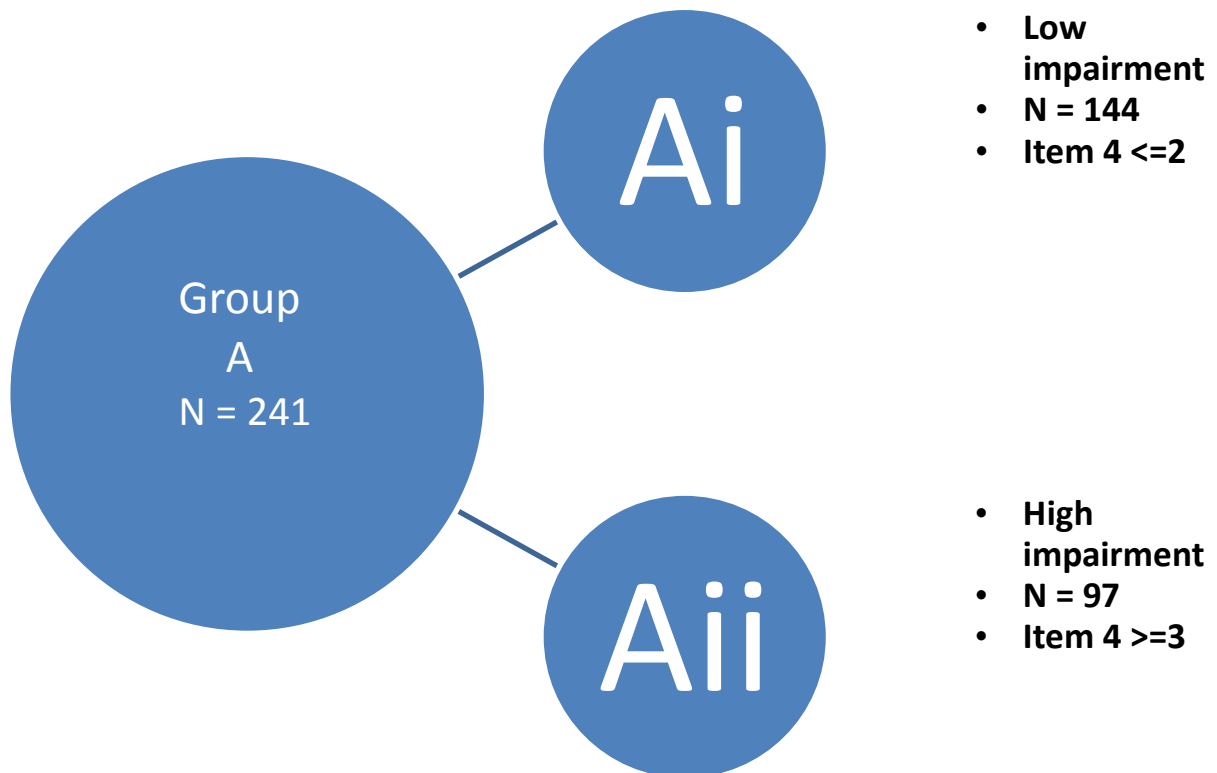 Group
A
N = 241
Ai
• Low
impairment
• N = 144
• Item 4 <=2
Aii
• High
impairment
• N = 97
• Item 4 >=3